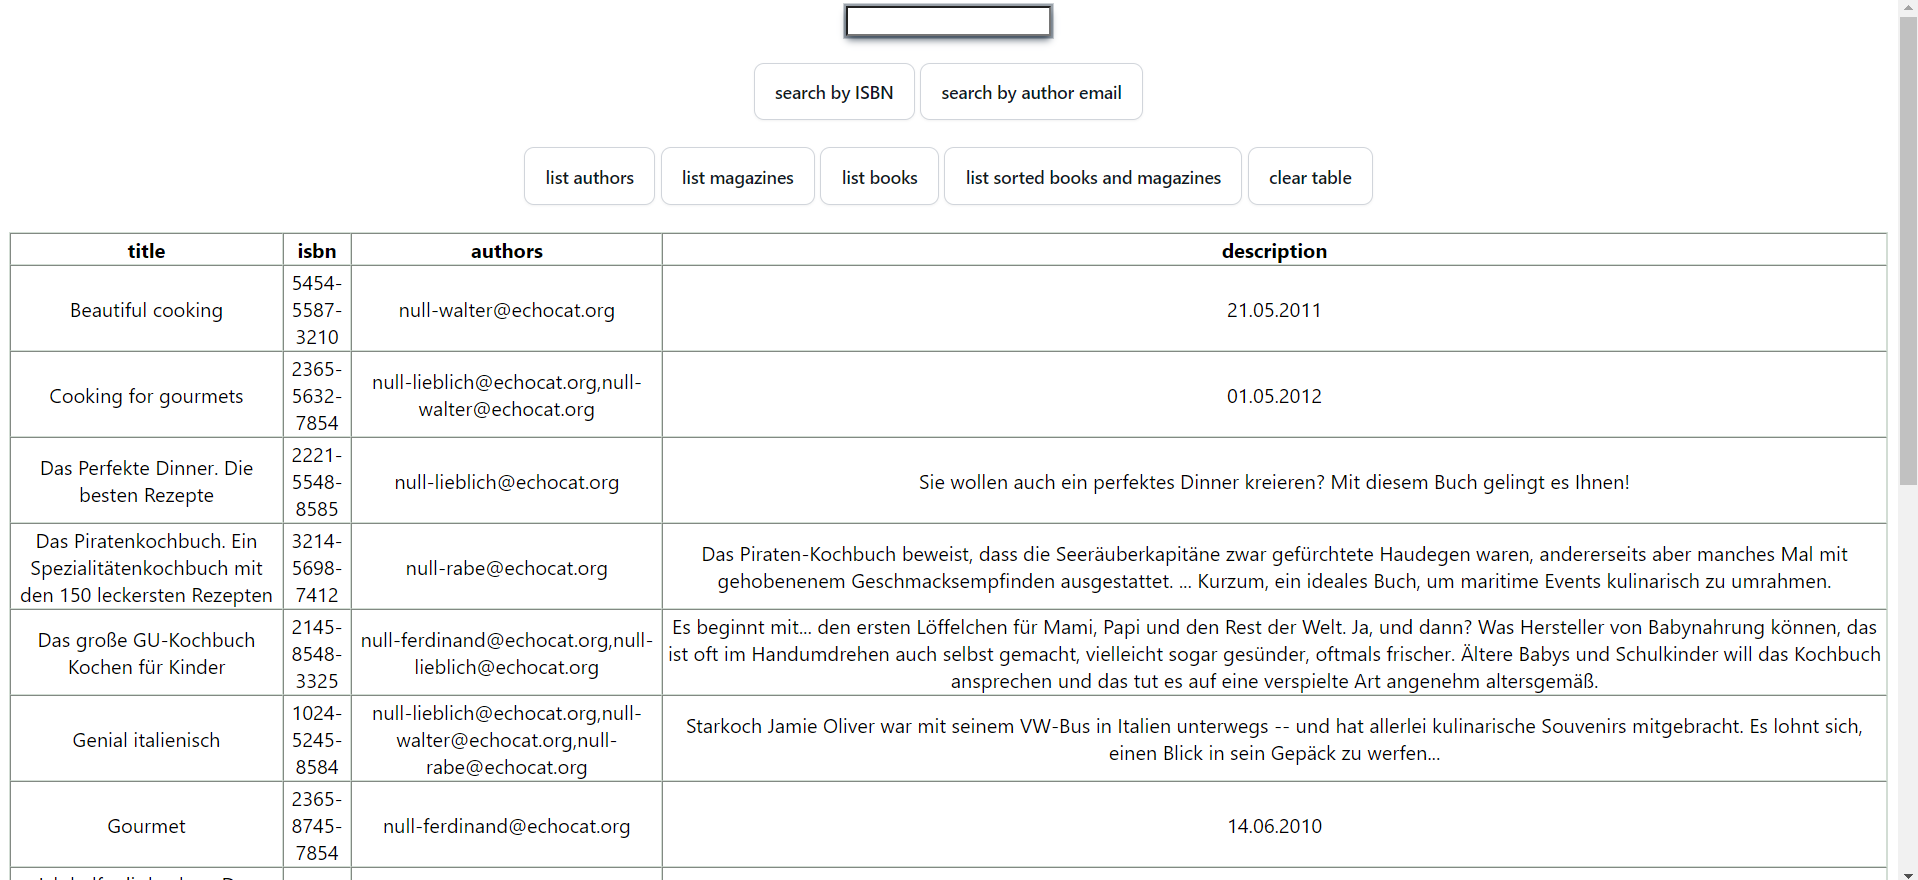 search by ISBN search by author email
list authors list magazines list books list sorted books and magazines clear table
title isbn authors description
Beautiful cooking
5454-
5587-
3210
null-walter@echocat.org
21.05.2011
Cooking for gourmets
2365-
5632-
7854
null-lieblich@echocat.org,null-
walter@echocat.org
01.05.2012
Das Perfekte Dinner. Die
besten Rezepte
2221-
5548-
8585
null-lieblich@echocat.org
Sie wollen auch ein perfektes Dinner kreieren? Mit diesem Buch gelingt es Ihnen!
Das Piratenkochbuch. Ein
Spezialitätenkochbuch mit
den 150 leckersten Rezepten
3214-
5698-
7412
null-rabe@echocat.org
Das Piraten-Kochbuch beweist, dass die Seeräuberkapitäne zwar gefürchtete Haudegen waren, andererseits aber manches Mal mit
gehobenenem Geschmacksempfinden ausgestattet. ... Kurzum, ein ideales Buch, um maritime Events kulinarisch zu umrahmen.
Das große GU-Kochbuch
Kochen für Kinder
2145-
8548-
3325
null-ferdinand@echocat.org,null-
lieblich@echocat.org
Es beginnt mit... den ersten Löffelchen für Mami, Papi und den Rest der Welt. Ja, und dann? Was Hersteller von Babynahrung können, das
ist oft im Handumdrehen auch selbst gemacht, vielleicht sogar gesünder, oftmals frischer. Ältere Babys und Schulkinder will das Kochbuch
ansprechen und das tut es auf eine verspielte Art angenehm altersgemäß.
Genial italienisch
1024-
5245-
8584
null-lieblich@echocat.org,null-
walter@echocat.org,null-
rabe@echocat.org
Starkoch Jamie Oliver war mit seinem VW-Bus in Italien unterwegs -- und hat allerlei kulinarische Souvenirs mitgebracht. Es lohnt sich,
einen Blick in sein Gepäck zu werfen...
Gourmet
2365-
8745-
7854
null-ferdinand@echocat.org
14.06.2010